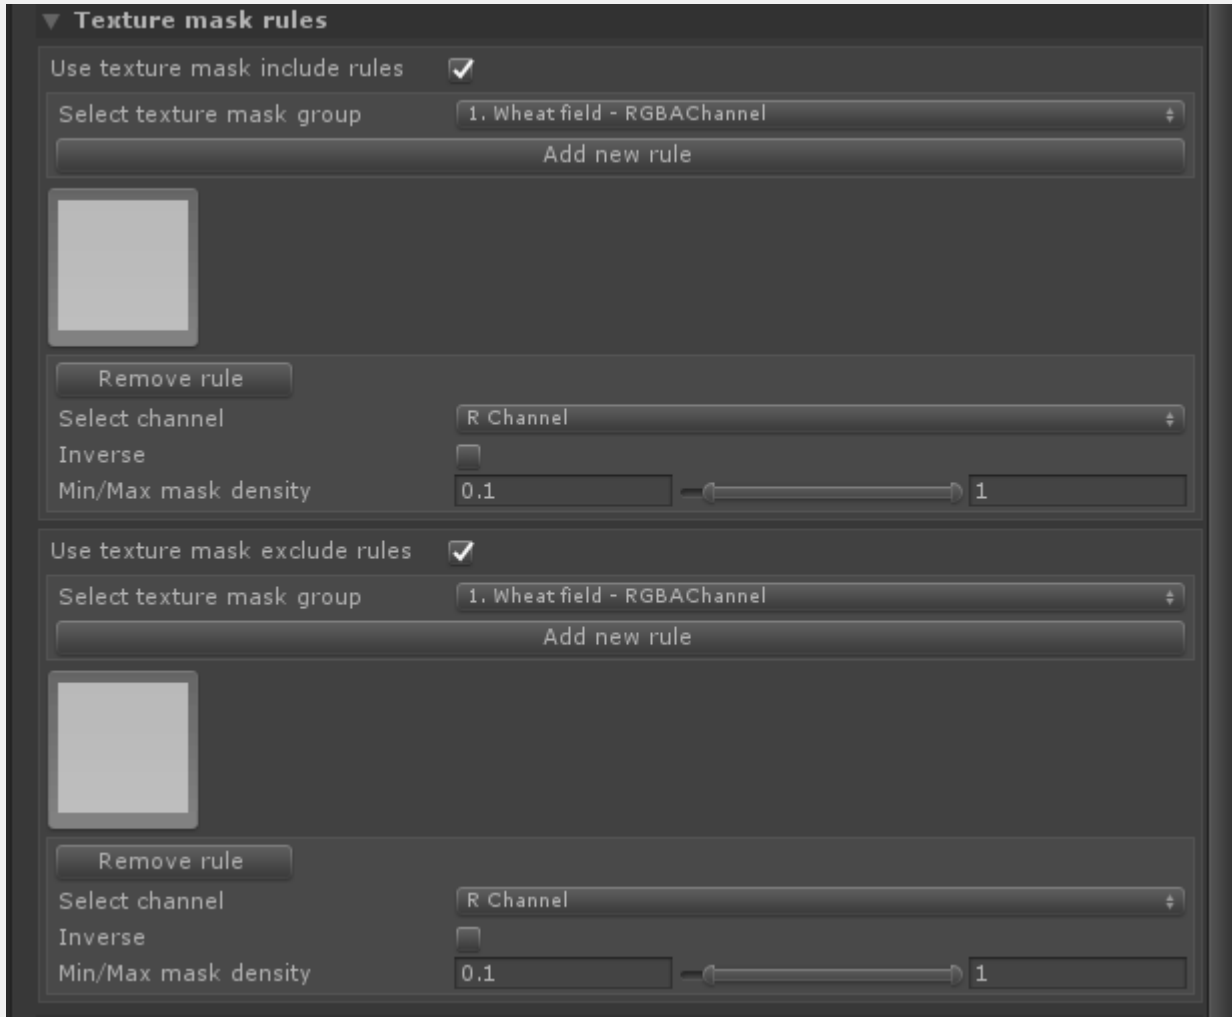 Texture mask rules
Use texture mask include rules
Select texture mask group 1. Wheat field - RGBAChannel
Add new rule
Remove rule
Select channel R Channel
Inverse
Min/Max mask density 0.1 1
Use texture mask exclude rules
Select texture mask group 1. Wheat field - RGBAChannel
Add new rule
Remove rule
Select channel R Channel
Inverse
Min/Max mask density 0.1 1